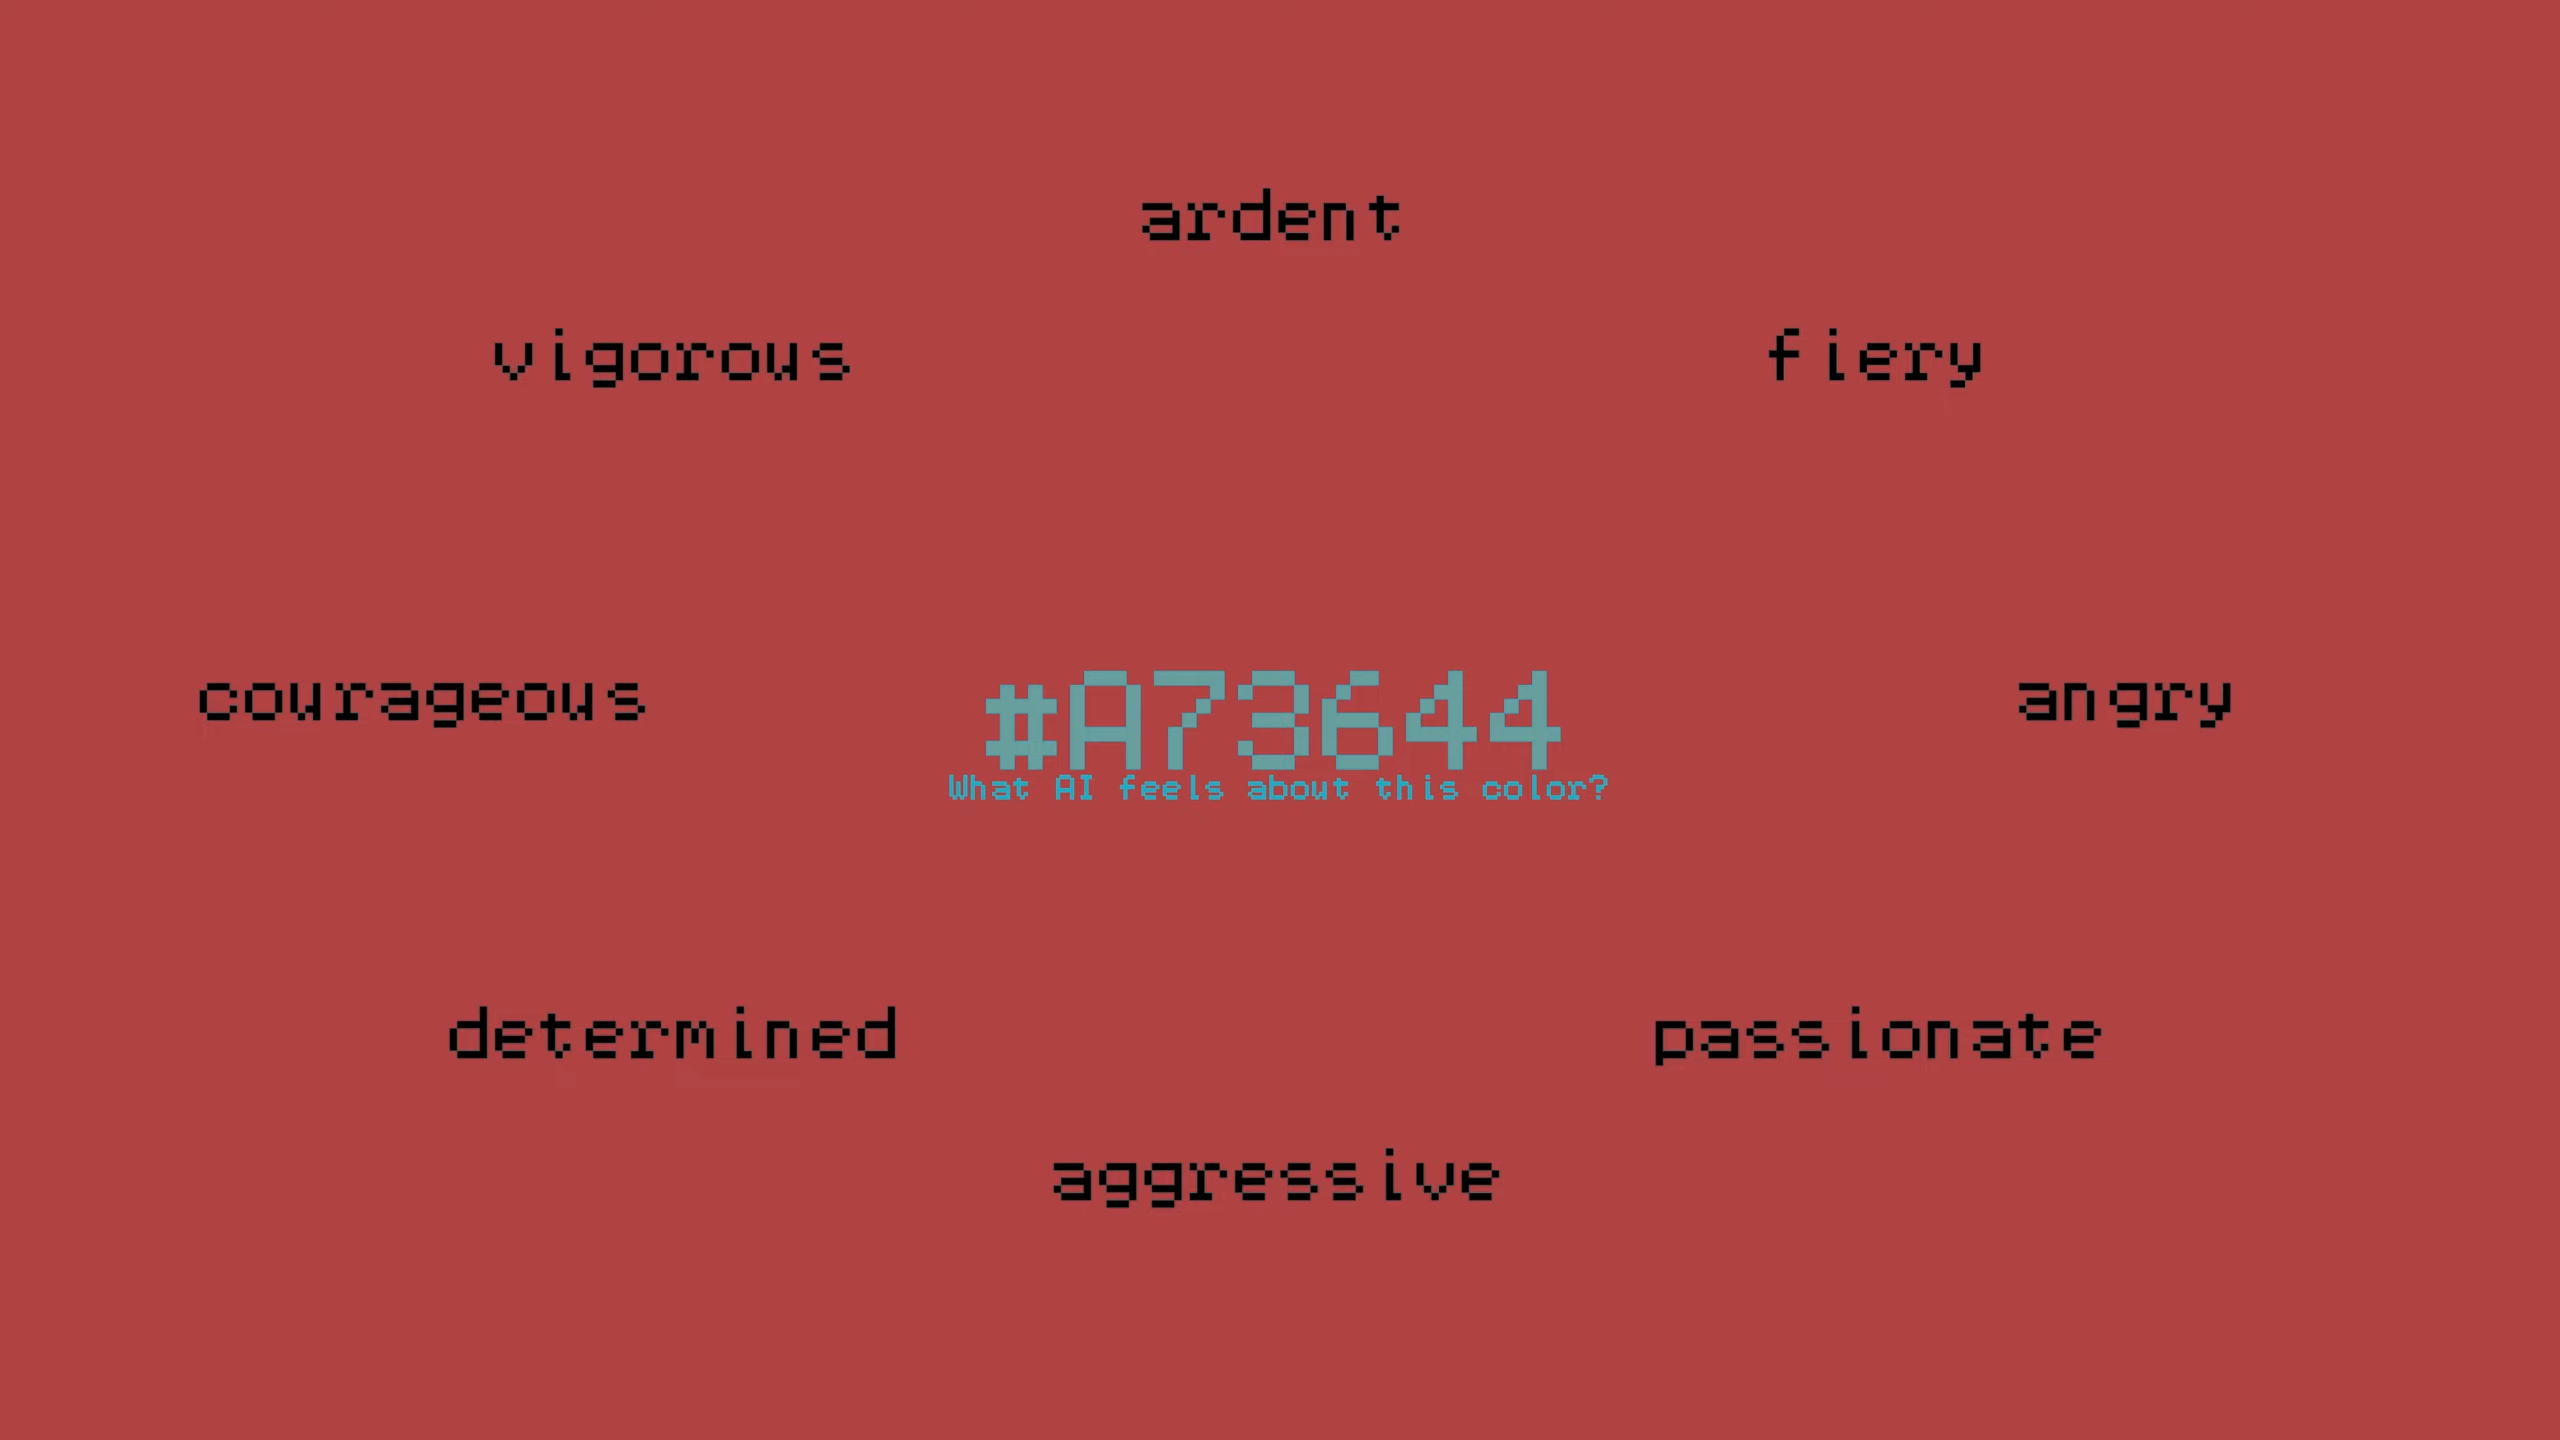 ardent
vigorous
fiery
courageous
#A73644
angry
What AI feels about this color?
determined
passionate
aggressive